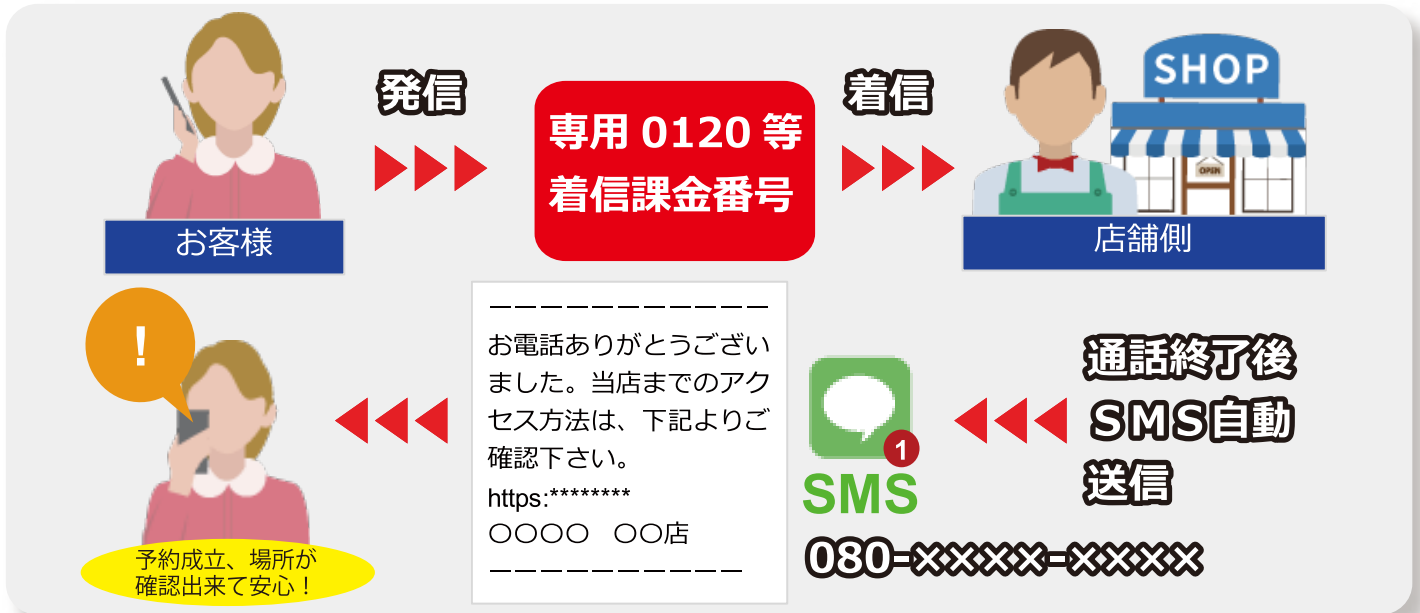 発信
専用0120等
着信課金番号
着信
SHOP
OPEN
お客様
店舗側
!
ーーーーーーーーーーー
お電話ありがとうござい
ました。当店までのアク
セス方法は、下記よりご
確認下さい。
https:********
〇〇〇〇　〇〇店
ーーーーーーーーーー
1
SMS
通話終了後
ＳＭＳ自動
送信
080-××××-××××
予約成立、場所が
確認出来て安心！